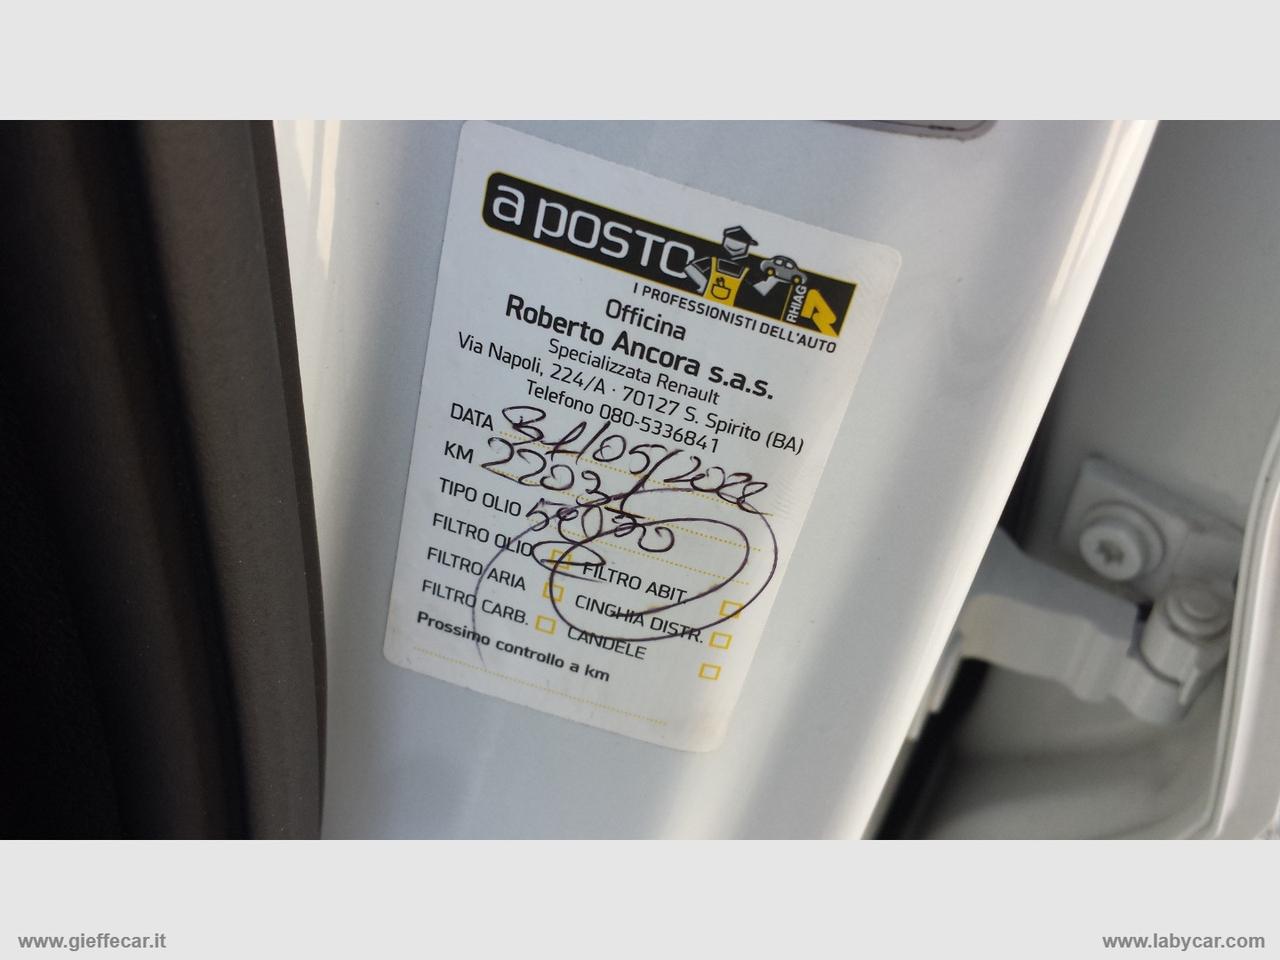 a posto
RHIAG
I PROFESSIONISTI DELL'AUTO
Officina
Roberto Ancora s.a.s.
Specializzata Renault
Via Napoli, 224/A · 70127 S. Spirito (BA)
Telefono 080-5336841
DATA 31/05/2022
KM
TIPO OLIO
FILTRO OLIO FILTRO ABIT.
FILTRO ARIA CINGHIA DISTR.
FILTRO CARB. CANDELE
Prossimo controllo a km
www.gieffecar.it www.labycar.com